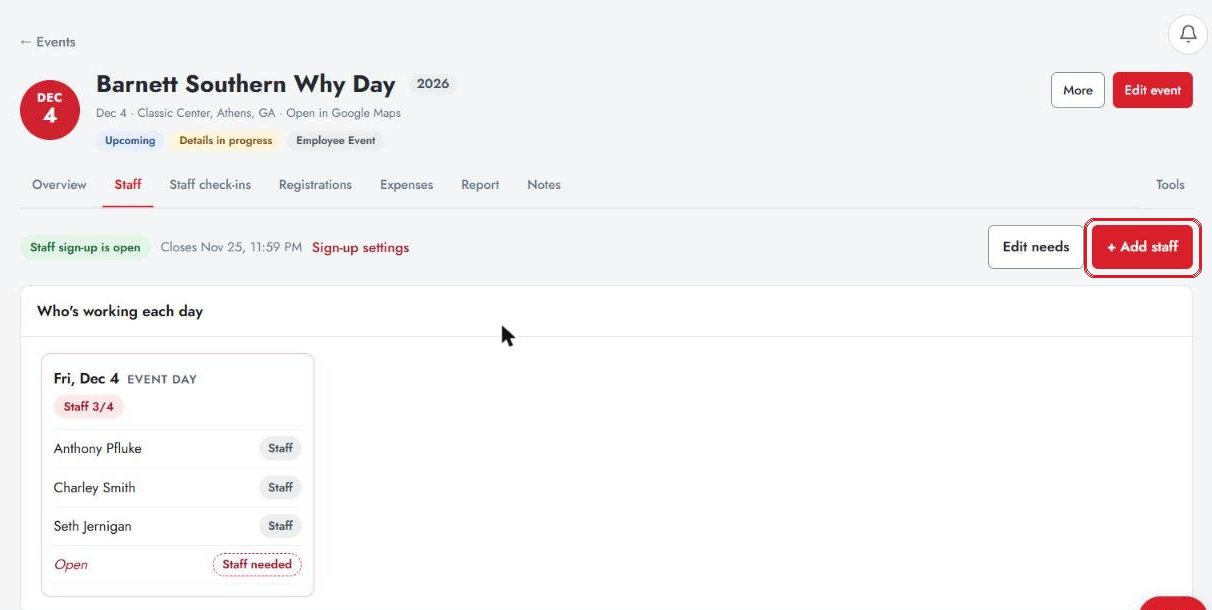 ← Events
DEC
4
Barnett Southern Why Day 2026
Dec 4 · Classic Center, Athens, GA · Open in Google Maps
Upcoming Details in progress Employee Event
More Edit event
Overview Staff Staff check-ins Registrations Expenses Report Notes Tools
Staff sign-up is open Closes Nov 25, 11:59 PM Sign-up settings Edit needs + Add staff
Who's working each day
Fri, Dec 4 EVENT DAY
Staff 3/4
Anthony Pfluke Staff
Charley Smith Staff
Seth Jernigan Staff
Open Staff needed